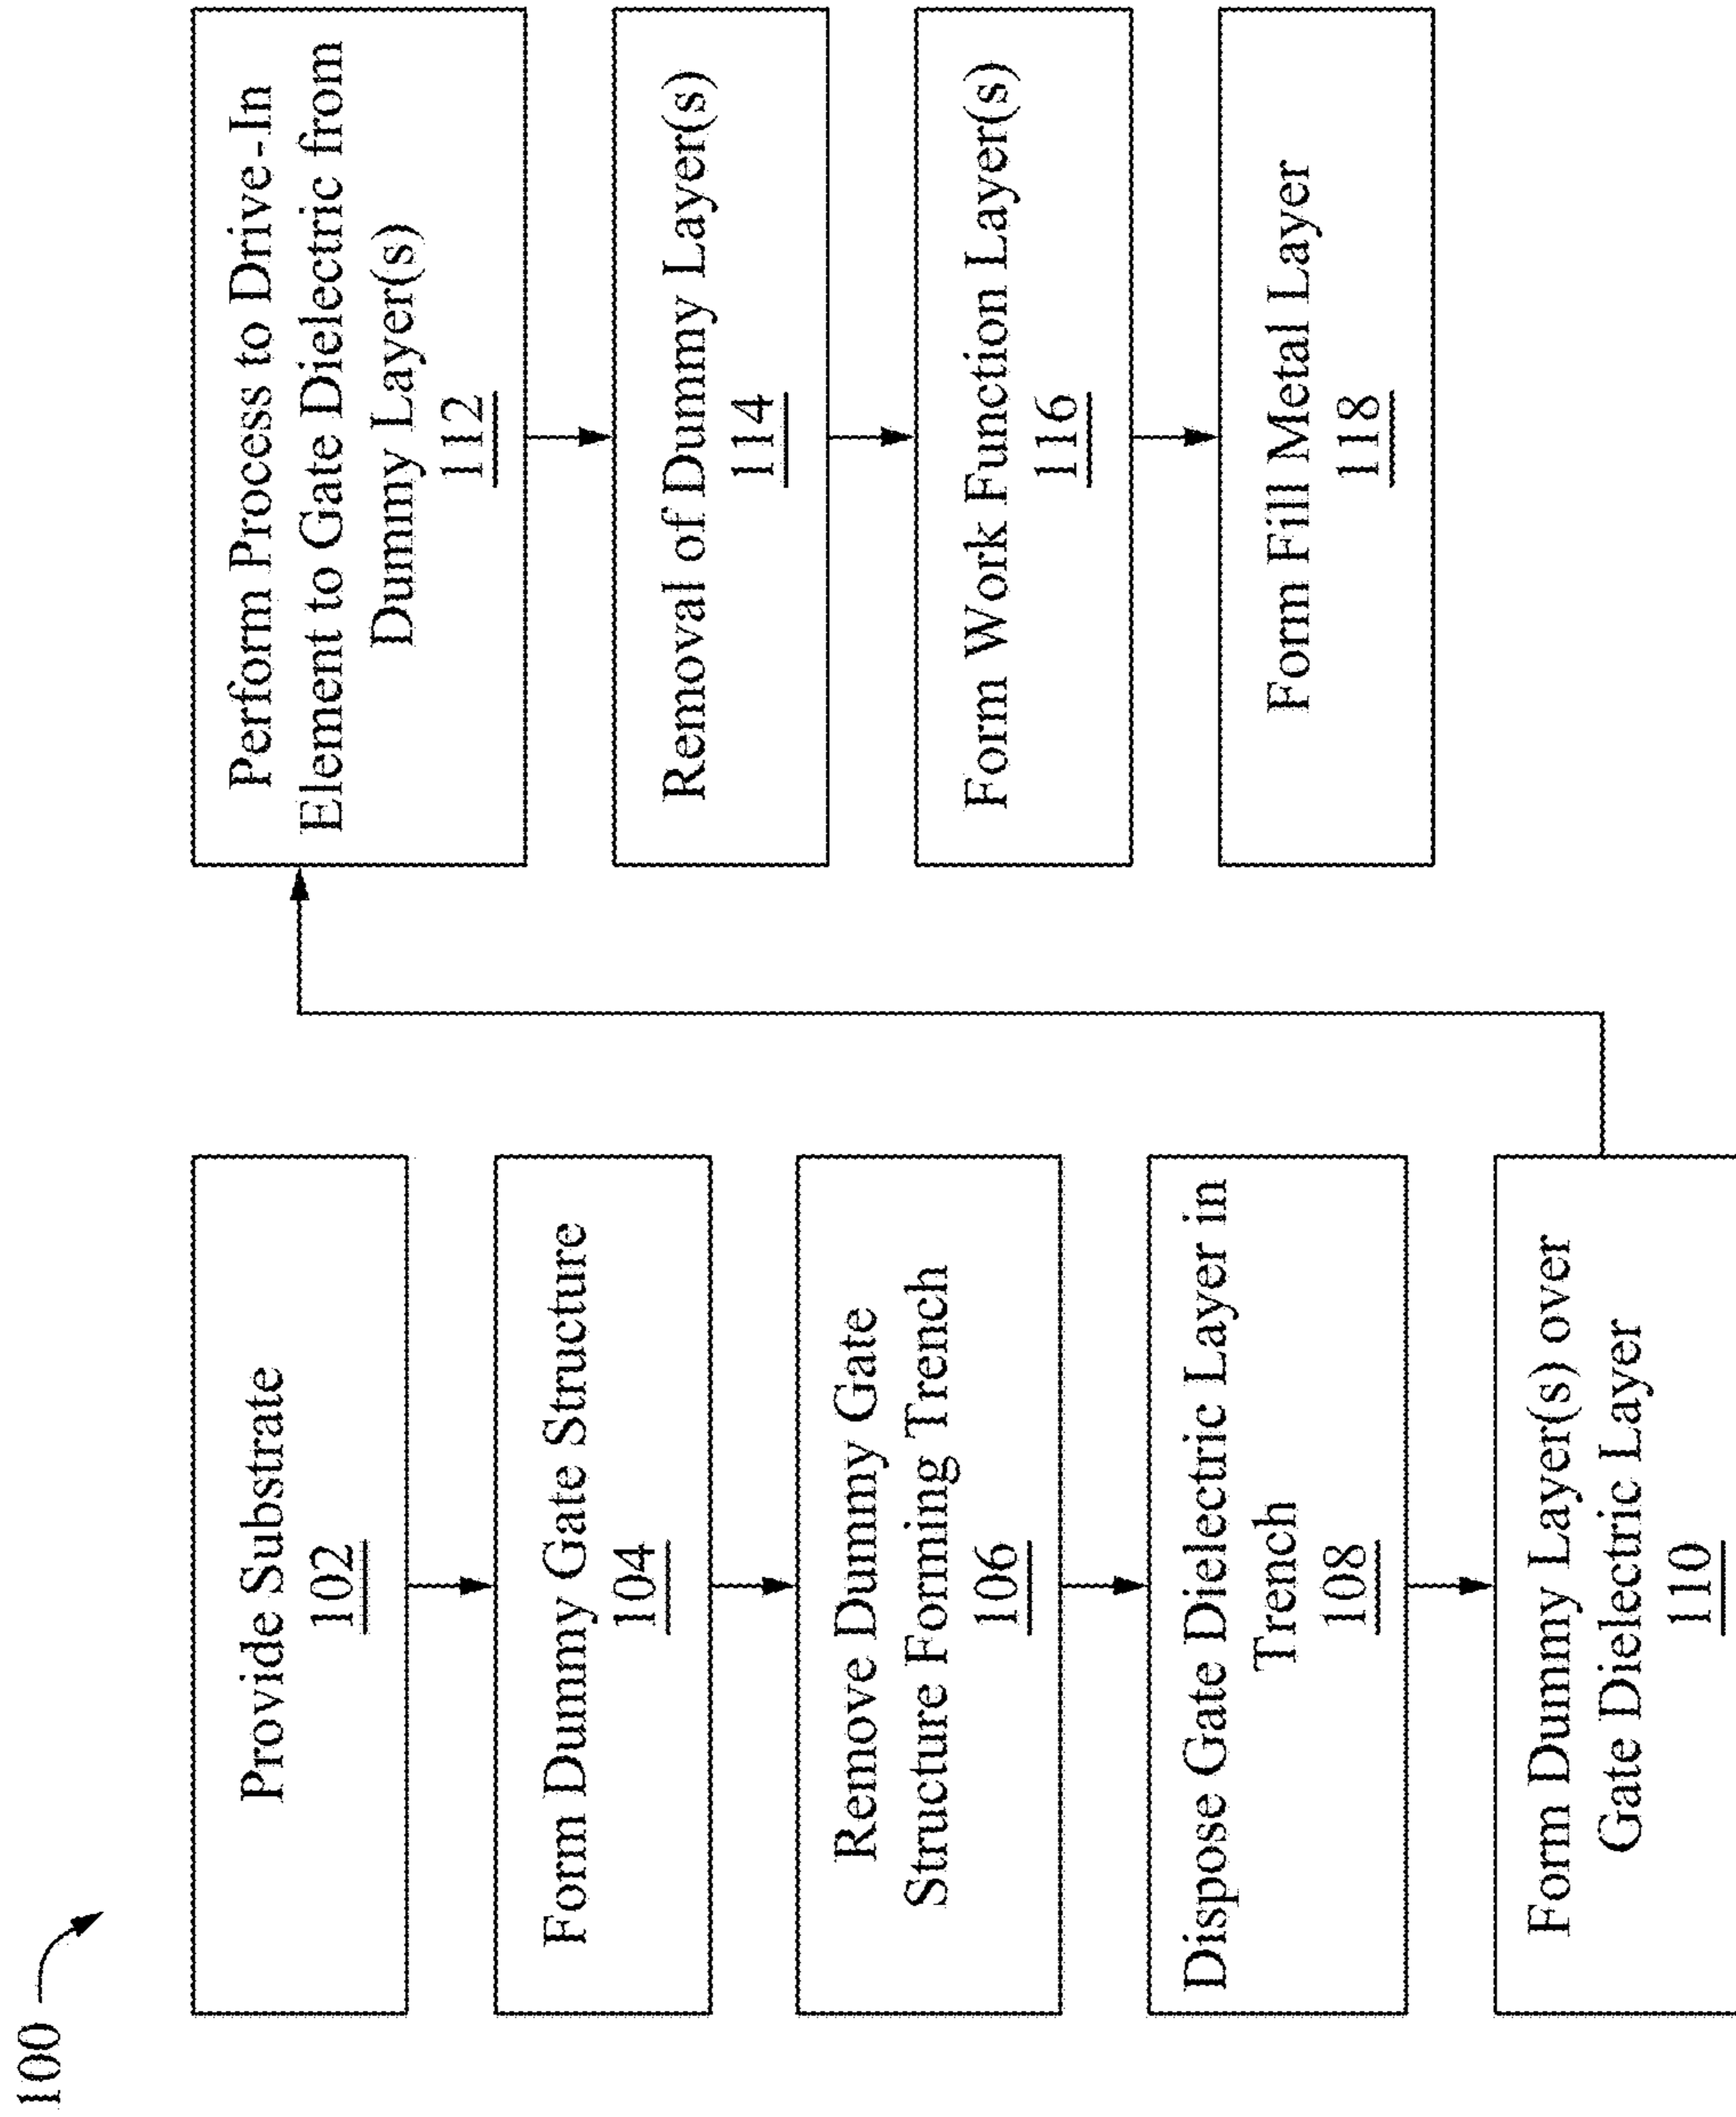 100
Provide Substrate
102
Form Dummy Gate Structure
104
Remove Dummy Gate
Structure Forming Trench
106
Dispose Gate Dielectric Layer in
Trench
108
Form Dummy Layer(s) over
Gate Dielectric Layer
110
Perform Process to Drive-In
Element to Gate Dielectric from
Dummy Layer(s)
112
Removal of Dummy Layer(s)
114
Form Work Function Layer(s)
116
Form Fill Metal Layer
118